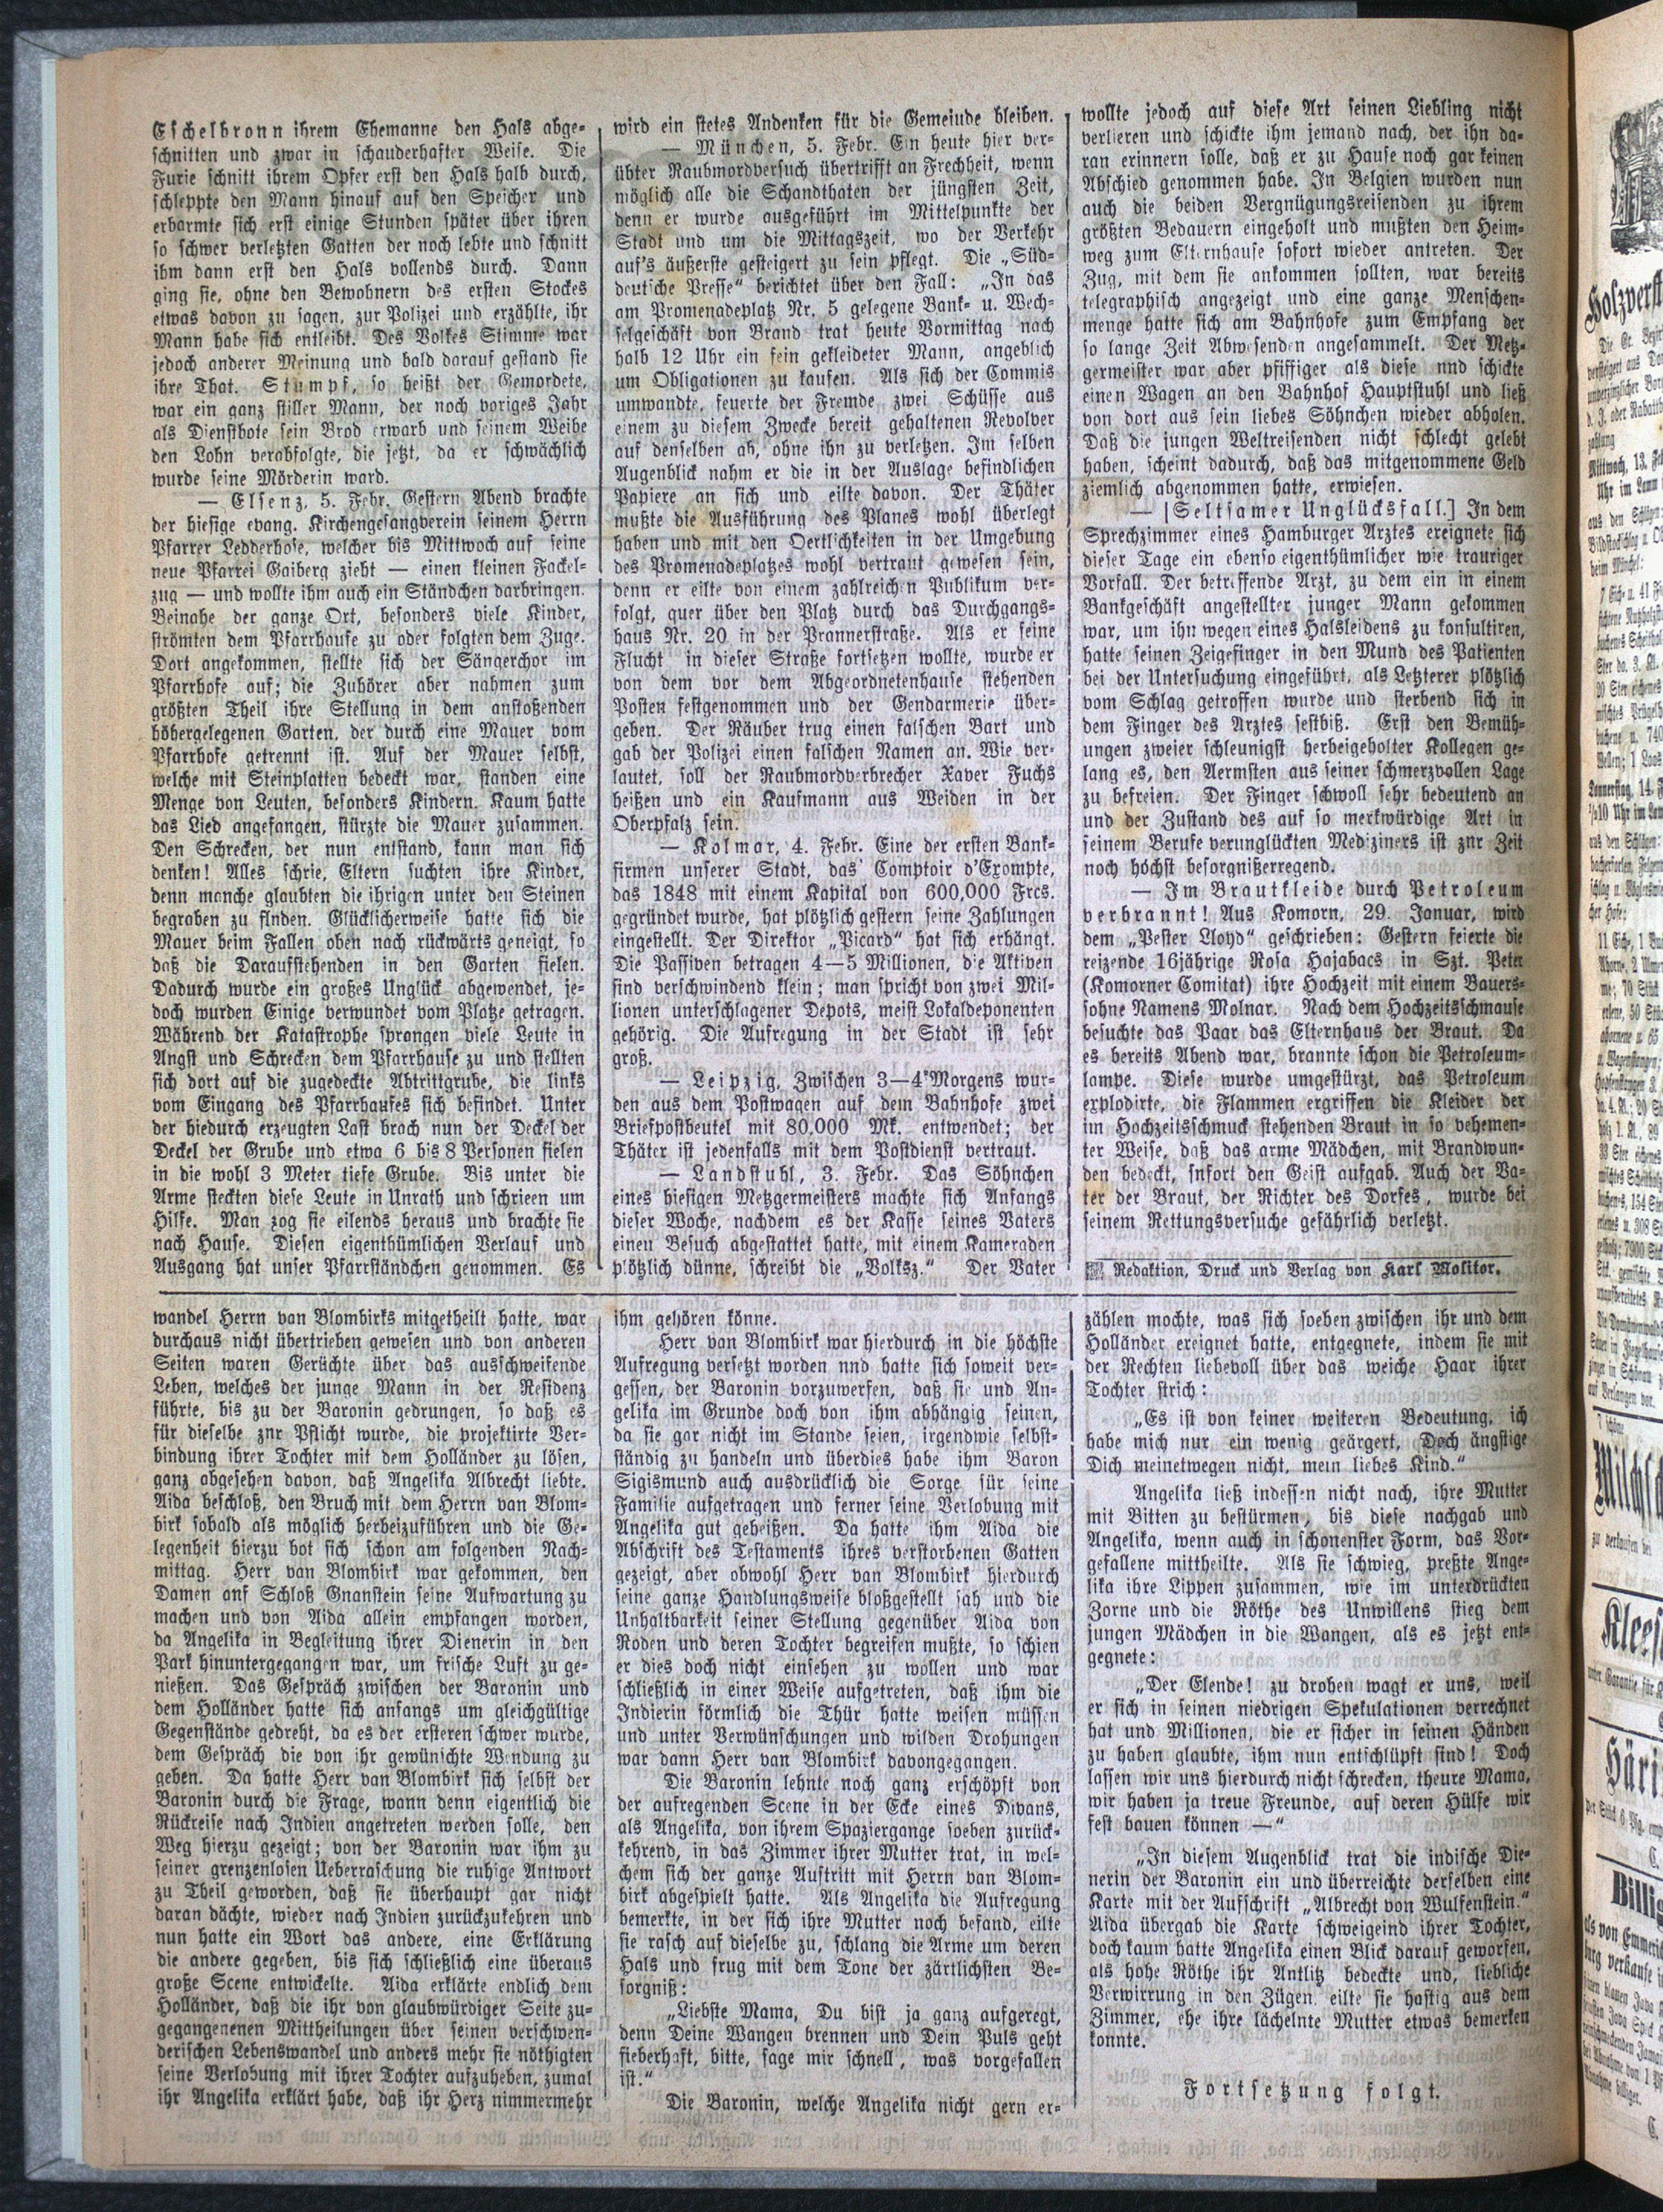 Eschelbronn ihrem Ehemanne den Hals abge-
schnitten und zwar in schauderhafter Weise. Die
Furie schnitt ihrem Opfer erst den Hals halb durch,
schleppte den Mann hinauf auf den Speicher und
erbarmte sich erst einige Stunden später über ihren
so schwer verletzten Gatten der noch lebte und schnitt
ihm dann erst den Hals vollends durch. Dann
ging sie, ohne den Bewohnern des ersten Stockes
etwas davon zu sagen, zur Polizei und erzählte, ihr
Mann habe sich entleibt. Des Volkes Stimme war
jedoch anderer Meinung und bald darauf gestand sie
ihre That. Stumpf, so heißt der Gemordete,
war ein ganz stiller Mann, der noch voriges Jahr
als Dienstbote sein Brod erwarb und seinem Weibe
den Lohn verabfolgte, die jetzt, da er schwächlich
wurde seine Mörderin ward.
— Elsenz, 5. Febr. Gestern Abend brachte
der hiesige evang. Kirchengesangverein seinem Herrn
Pfarrer Ledderhose, welcher bis Mittwoch auf seine
neue Pfarrei Gaiberg zieht — einen kleinen Fackel-
zug — und wollte ihm auch ein Ständchen darbringen.
Beinahe der ganze Ort, besonders viele Kinder,
strömten dem Pfarrhause zu oder folgten dem Zuge.
Dort angekommen, stellte sich der Sängerchor im
Pfarrhofe auf; die Zuhörer aber nahmen zum
größten Theil ihre Stellung in dem anstoßenden
höhergelegenen Garten, der durch eine Mauer vom
Pfarrhofe getrennt ist. Auf der Mauer selbst,
welche mit Steinplatten bedeckt war, standen eine
Menge von Leuten, besonders Kindern. Kaum hatte
das Lied angefangen, stürzte die Mauer zusammen.
Den Schrecken, der nun entstand, kann man sich
denken! Alles schrie, Eltern suchten ihre Kinder,
denn manche glaubten die ihrigen unter den Steinen
begraben zu finden. Glücklicherweise hatte sich die
Mauer beim Fallen oben nach rückwärts geneigt, so
daß die Daraufstehenden in den Garten fielen.
Dadurch wurde ein großes Unglück abgewendet, je-
doch wurden Einige verwundet vom Platze getragen.
Während der Katastrophe sprangen viele Leute in
Angst und Schrecken dem Pfarrhause zu und stellten
sich dort auf die zugedeckte Abtrittgrube, die links
vom Eingang des Pfarrhauses sich befindet. Unter
der hiedurch erzeugten Last brach nun der Deckel der
Deckel der Grube und etwa 6 bis 8 Personen fielen
in die wohl 3 Meter tiefe Grube. Bis unter die
Arme steckten diese Leute in Unrath und schrieen um
Hilfe. Man zog sie eilends heraus und brachte sie
nach Hause. Diesen eigenthümlichen Verlauf und
Ausgang hat unser Pfarrständchen genommen. Es
wird ein stetes Andenken für die Gemeinde bleiben.
— München, 5. Febr. Ein heute hier ver-
übter Raubmordversuch übertrifft an Frechheit, wenn
möglich alle die Schandthaten der jüngsten Zeit,
denn er wurde ausgeführt im Mittelpunkte der
Stadt und um die Mittagszeit, wo der Verkehr
auf's äußerste gesteigert zu sein pflegt. Die „Süd-
deutsche Presse" berichtet über den Fall: „In das
am Promenadeplatz Nr. 5 gelegene Bank- u. Wech-
selgeschäft von Brand trat heute Vormittag nach
halb 12 Uhr ein fein gekleideter Mann, angeblich
um Obligationen zu kaufen. Als sich der Commis
umwandte, feuerte der Fremde zwei Schüsse aus
einem zu diesem Zwecke bereit gehaltenen Revolver
auf denselben ab, ohne ihn zu verletzen. Im selben
Augenblick nahm er die in der Auslage befindlichen
Papiere an sich und eilte davon. Der Thäter
mußte die Ausführung des Planes wohl überlegt
haben und mit den Oertlichkeiten in der Umgebung
des Promenadeplatzes wohl vertraut gewesen sein,
denn er eilte von einem zahlreichen Publikum ver-
folgt, quer über den Platz durch das Durchgangs-
haus Nr. 20 in der Prannerstraße. Als er seine
Flucht in dieser Straße fortsetzen wollte, wurde er
von dem vor dem Abgeordnetenhause stehenden
Posten festgenommen und der Gendarmerie über-
geben. Der Räuber trug einen falschen Bart und
gab der Polizei einen falschen Namen an. Wie ver-
lautet, soll der Raubmordverbrecher Xaver Fuchs
heißen und ein Kaufmann aus Weiden in der
Oberpfalz sein.
— Kolmar, 4. Febr. Eine der ersten Bank-
firmen unserer Stadt, das Comptoir d'Exompte,
das 1848 mit einem Kapital von 600,000 Frcs.
gegründet wurde, hat plötzlich gestern seine Zahlungen
eingestellt. Der Direktor „Picard" hat sich erhängt.
Die Passiven betragen 4—5 Millionen, die Aktiven
sind verschwindend klein; man spricht von zwei Mil-
lionen unterschlagener Depots, meist Lokaldeponenten
gehörig. Die Aufregung in der Stadt ist sehr
groß.
— Leipzig, Zwischen 3—4 Morgens wur-
den aus dem Postwagen auf dem Bahnhofe zwei
Briefpostbeutel mit 80,000 Mk. entwendet; der
Thäter ist jedenfalls mit dem Postdienst vertraut.
— Landstuhl, 3. Febr. Das Söhnchen
eines hiesigen Metzgermeisters machte sich Anfangs
dieser Woche, nachdem es der Kasse seines Vaters
einen Besuch abgestattet hatte, mit einem Kameraden
plötzlich dünne, schreibt die „Volksz." Der Vater
wollte jedoch auf diese Art seinen Liebling nicht
verlieren und schickte ihm jemand nach, der ihn da-
ran erinnern solle, daß er zu Hause noch gar keinen
Abschied genommen habe. In Belgien wurden nun
auch die beiden Vergnügungsreisenden zu ihrem
größten Bedauern eingeholt und mußten den Heim-
weg zum Elternhause sofort wieder antreten. Der
Zug, mit dem sie ankommen sollten, war bereits
telegraphisch angezeigt und eine ganze Menschen-
menge hatte sich am Bahnhofe zum Empfang der
so lange Zeit Abwesenden angesammelt. Der Metz-
germeister war aber pfiffiger als diese nnd schickte
einen Wagen an den Bahnhof Hauptstuhl und ließ
von dort aus sein liebes Söhnchen wieder abholen.
Daß die jungen Weltreisenden nicht schlecht gelebt
haben, scheint dadurch, daß das mitgenommene Geld
ziemlich abgenommen hatte, erwiesen.
— [Seltsamer Unglücksfall.] In dem
Sprechzimmer eines Hamburger Arztes ereignete sich
dieser Tage ein ebenso eigenthümlicher wie trauriger
Vorfall. Der betreffende Arzt, zu dem ein in einem
Bankgeschäft angestellter junger Mann gekommen
war, um ihn wegen eines Halsleidens zu konsultiren,
hatte seinen Zeigefinger in den Mund des Patienten
bei der Untersuchung eingeführt, als Letzterer plötzlich
vom Schlag getroffen wurde und sterbend sich in
dem Finger des Arztes festbiß. Erst den Bemüh-
ungen zweier schleunigst herbeigeholter Kollegen ge-
lang es, den Aermsten aus seiner schmerzvollen Lage
zu befreien. Der Finger schwoll sehr bedeutend an
und der Zustand des auf so merkwürdige Art in
seinem Berufe verunglückten Mediziners ist znr Zeit
noch höchst besorgnißerregend.
— Im Brautkleide durch Petroleum
verbrannt! Aus Komorn, 29. Januar, wird
dem „Pester Lloyd" geschrieben: Gestern feierte die
reizende 16jährige Rosa Hajabacs in Szt. Peter
(Komorner Comitat) ihre Hochzeit mit einem Bauers-
sohne Namens Molnar. Nach dem Hochzeitsschmause
besuchte das Paar das Elternhaus der Braut. Da
es bereits Abend war, brannte schon die Petroleum-
lampe. Diese wurde umgestürzt, das Petroleum
explodirte, die Flammen ergriffen die Kleider der
im Hochzeitsschmuck stehenden Braut in so vehemen-
ter Weise, daß das arme Mädchen, mit Brandwun-
den bedeckt, snfort den Geist aufgab. Auch der Va-
ter der Braut, der Richter des Dorfes, wurde bei
seinem Rettungsversuche gefährlich verletzt.
Redaktion, Druck und Verlag von Karl Molitor.
wandel Herrn van Blombirks mitgetheilt hatte, war
durchaus nicht übertrieben gewesen und von anderen
Seiten waren Gerüchte über das ausschweifende
Leben, welches der junge Mann in der Residenz
führte, bis zu der Baronin gedrungen, so daß es
für dieselbe znr Pflicht wurde, die projektirte Ver-
bindung ihrer Tochter mit dem Holländer zu lösen,
ganz abgesehen davon, daß Angelika Albrecht liebte.
Aida beschloß, den Bruch mit dem Herrn van Blom-
birk sobald als möglich herbeizuführen und die Ge-
legenheit hierzu bot sich schon am folgenden Nach-
mittag. Herr van Blombirk war gekommen, den
Damen anf Schloß Gnanstein seine Aufwartung zu
machen und von Aida allein empfangen worden,
da Angelika in Begleitung ihrer Dienerin in den
Park hinuntergegangen war, um frische Luft zu ge-
nießen. Das Gespräch zwischen der Baronin und
dem Holländer hatte sich anfangs um gleichgültige
Gegenstände gedreht, da es der ersteren schwer wurde,
dem Gespräch die von ihr gewünschte Wendung zu
geben. Da hatte Herr van Blombirk sich selbst der
Baronin durch die Frage, wann denn eigentlich die
Rückreise nach Indien angetreten werden solle, den
Weg hierzu gezeigt; von der Baronin war ihm zu
seiner grenzenlosen Ueberraschung die ruhige Antwort
zu Theil geworden, daß sie überhaupt gar nicht
daran dächte, wieder nach Indien zurückzukehren und
nun hatte ein Wort das andere, eine Erklärung
die andere gegeben, bis sich schließlich eine überaus
große Scene entwickelte. Aida erklärte endlich dem
Holländer, daß die ihr von glaubwürdiger Seite zu-
gegangenenen Mittheilungen über seinen verschwen-
derischen Lebenswandel und anders mehr sie nöthigten
seine Verlobung mit ihrer Tochter aufzuheben, zumal
ihr Angelika erklärt habe, daß ihr Herz nimmermehr
ihm gehören könne.
Herr van Blombirk war hierdurch in die höchste
Aufregung versetzt worden nnd hatte sich soweit ver-
gessen, der Baronin vorzuwerfen, daß sie und An-
gelika im Grunde doch von ihm abhängig seinen,
da sie gar nicht im Stande seien, irgendwie selbst-
ständig zu handeln und überdies habe ihm Baron
Sigismund auch ausdrücklich die Sorge für seine
Familie aufgetragen und ferner seine Verlobung mit
Angelika gut geheißen. Da hatte ihm Aida die
Abschrift des Testaments ihres verstorbenen Gatten
gezeigt, aber obwohl Herr van Blombirk hierdurch
seine ganze Handlungsweise bloßgestellt sah und die
Unhaltbarkeit seiner Stellung gegenüber Aida von
Roden und deren Tochter begreifen mußte, so schien
er dies doch nicht einsehen zu wollen und war
schließlich in einer Weise aufgetreten, daß ihm die
Indierin förmlich die Thür hatte weisen müssen
und unter Verwünschungen und wilden Drohungen
war dann Herr van Blombirk davongegangen.
Die Baronin lehnte noch ganz erschöpft von
der aufregenden Scene in der Ecke eines Divans,
als Angelika, von ihrem Spaziergange soeben zurück-
kehrend, in das Zimmer ihrer Mutter trat, in wel-
chem sich der ganze Auftritt mit Herrn van Blom-
birk abgespielt hatte. Als Angelika die Aufregung
bemerkte, in der sich ihre Mutter noch befand, eilte
sie rasch auf dieselbe zu, schlang die Arme um deren
Hals und frug mit dem Tone der zärtlichsten Be-
sorgniß:
„Liebste Mama, Du bist ja ganz aufgeregt,
denn Deine Wangen brennen und Dein Puls geht
fieberhaft, bitte, sage mir schnell, was vorgefallen
ist."
Die Baronin, welche Angelika nicht gern er-
zählen mochte, was sich soeben zwischen ihr und dem
Holländer ereignet hatte, entgegnete, indem sie mit
der Rechten liebevoll über das weiche Haar ihrer
Tochter strich:
„Es ist von keiner weiteren Bedeutung, ich
habe mich nur ein wenig geärgert, Doch ängstige
Dich meinetwegen nicht, mein liebes Kind."
Angelika ließ indessen nicht nach, ihre Mutter
mit Bitten zu bestürmen, bis diese nachgab und
Angelika, wenn auch in schonenster Form, das Vor-
gefallene mittheilte. Als sie schwieg, preßte Ange-
lika ihre Lippen zusammen, wie im unterdrückten
Zorne und die Röthe des Unwillens stieg dem
jungen Mädchen in die Wangen, als es jetzt ent-
gegnete:
„Der Elende! zu drohen wagt er uns, weil
er sich in seinen niedrigen Spekulationen verrechnet
hat und Millionen, die er sicher in seinen Händen
zu haben glaubte, ihm nun entschlüpft sind! Doch
lassen wir uns hierdurch nicht schrecken, theure Mama,
wir haben ja treue Freunde, auf deren Hülfe wir
fest bauen können —"
„In diesem Augenblick trat die indische Die-
nerin der Baronin ein und überreichte derselben eine
Karte mit der Aufschrift „Albrecht von Wulfenstein."
Aida übergab die Karte schweigend ihrer Tochter,
doch kaum hatte Angelika einen Blick darauf geworfen,
als hohe Röthe ihr Antlitz bedeckte und, liebliche
Verwirrung in den Zügen, eilte sie hastig aus dem
Zimmer, ehe ihre lächelnte Mutter etwas bemerken
konnte.
Fortsetzung folgt.